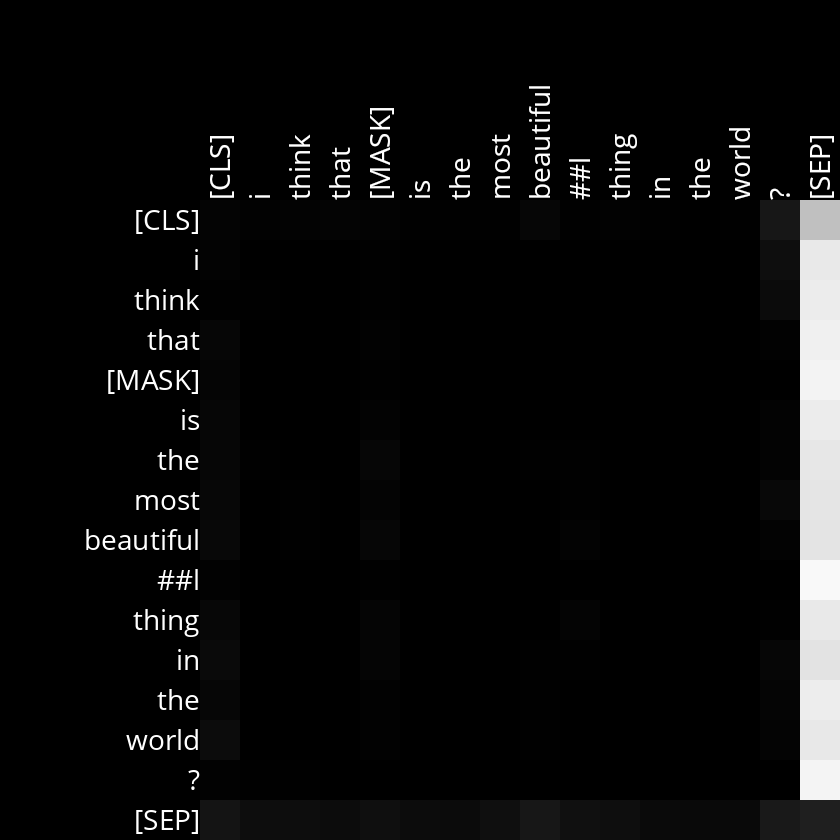 [CLS] i think that [MASK] is the most beautiful ##l thing in the world ? [SEP]
[CLS]
i
think
that
[MASK]
is
the
most
beautiful
##l
thing
in
the
world
?
[SEP]